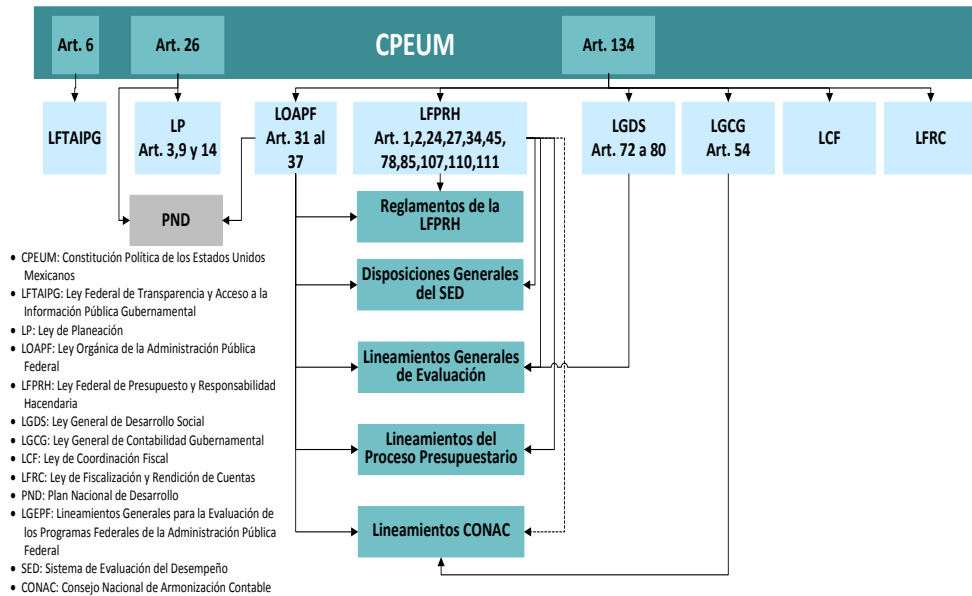 Art. 6
Art. 26
CPEUM
Art. 134
LFTAIPG
LP
Art. 3,9 y 14
LOAPF
Art. 31 al
37
LFPRH
Art. 1,2,24,27,34,45,
78,85,107,110,111
LGDS
Art. 72 a 80
LGCG
Art. 54
LCF
LFRC
PND
Reglamentos de la
LFPRH
Disposiciones Generales
del SED
Lineamientos Generales
de Evaluación
Lineamientos del
Proceso Presupuestario
Lineamientos CONAC
• CPEUM: Constitución Política de los Estados Unidos
Mexicanos
• LFTAIPG: Ley Federal de Transparencia y Acceso a la
Información Pública Gubernamental
• LP: Ley de Planeación
• LOAPF: Ley Orgánica de la Administración Pública
Federal
• LFPRH: Ley Federal de Presupuesto y Responsabilidad
Hacendaria
• LGDS: Ley General de Desarrollo Social
• LGCG: Ley General de Contabilidad Gubernamental
• LCF: Ley de Coordinación Fiscal
• LFRC: Ley de Fiscalización y Rendición de Cuentas
• PND: Plan Nacional de Desarrollo
• LGEPF: Lineamientos Generales para la Evaluación de
los Programas Federales de la Administración Pública
Federal
• SED: Sistema de Evaluación del Desempeño
• CONAC: Consejo Nacional de Armonización Contable